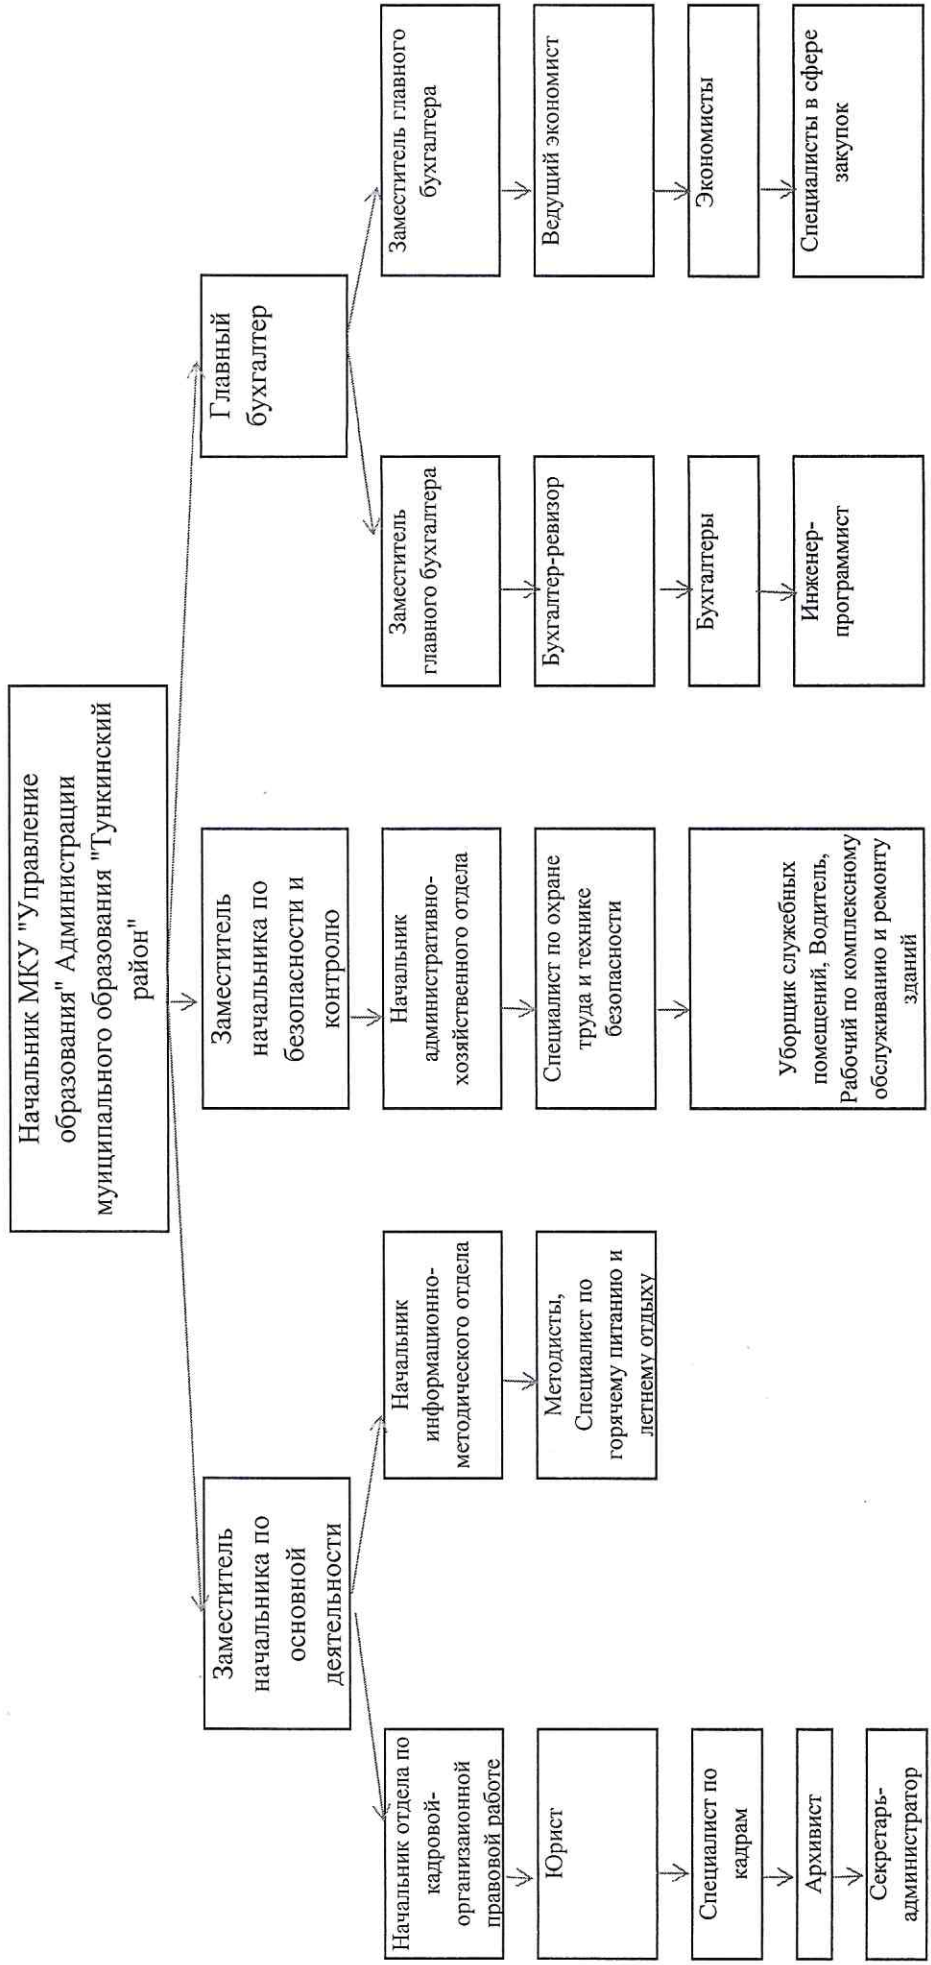 Начальник МКУ "Управление
образования" Администрации
муиципального образования "Тункинский
район"
Заместитель
начальника по
основной
деятельности
Заместитель
начальника по
безопасности и
контролю
Главный
бухгалтер
Начальник отдела по
кадровой-
организаионной
правовой работе
Начальник
информационно-
методического отдела
Начальник
административно-
хозяйственного отдела
Заместитель
главного бухгалтера
Заместитель главного
бухгалтера
Юрист
Методисты,
Специалист по
горячему питанию и
летнему отдыху
Специалист по охране
труда и технике
безопасности
Бухгалтер-ревизор
Ведущий экономист
Специалист по
кадрам
Уборщик служебных
помещений, Водитель,
Рабочий по комплексному
обслуживанию и ремонту
зданий
Бухгалтеры
Экономисты
Архивист
Инженер-
программист
Специалисты в сфере
закупок
Секретарь-
администратор